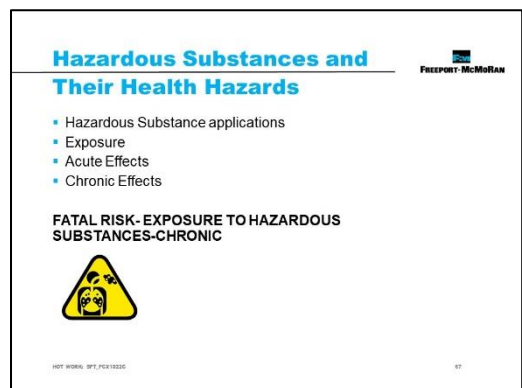 Hazardous Substances and
Their Health Hazards
FCX
FREEPORT-MCMORAN
▪ Hazardous Substance applications
▪ Exposure
▪ Acute Effects
▪ Chronic Effects
FATAL RISK- EXPOSURE TO HAZARDOUS
SUBSTANCES-CHRONIC
HOT WORK: SFT_FCX1022C
67